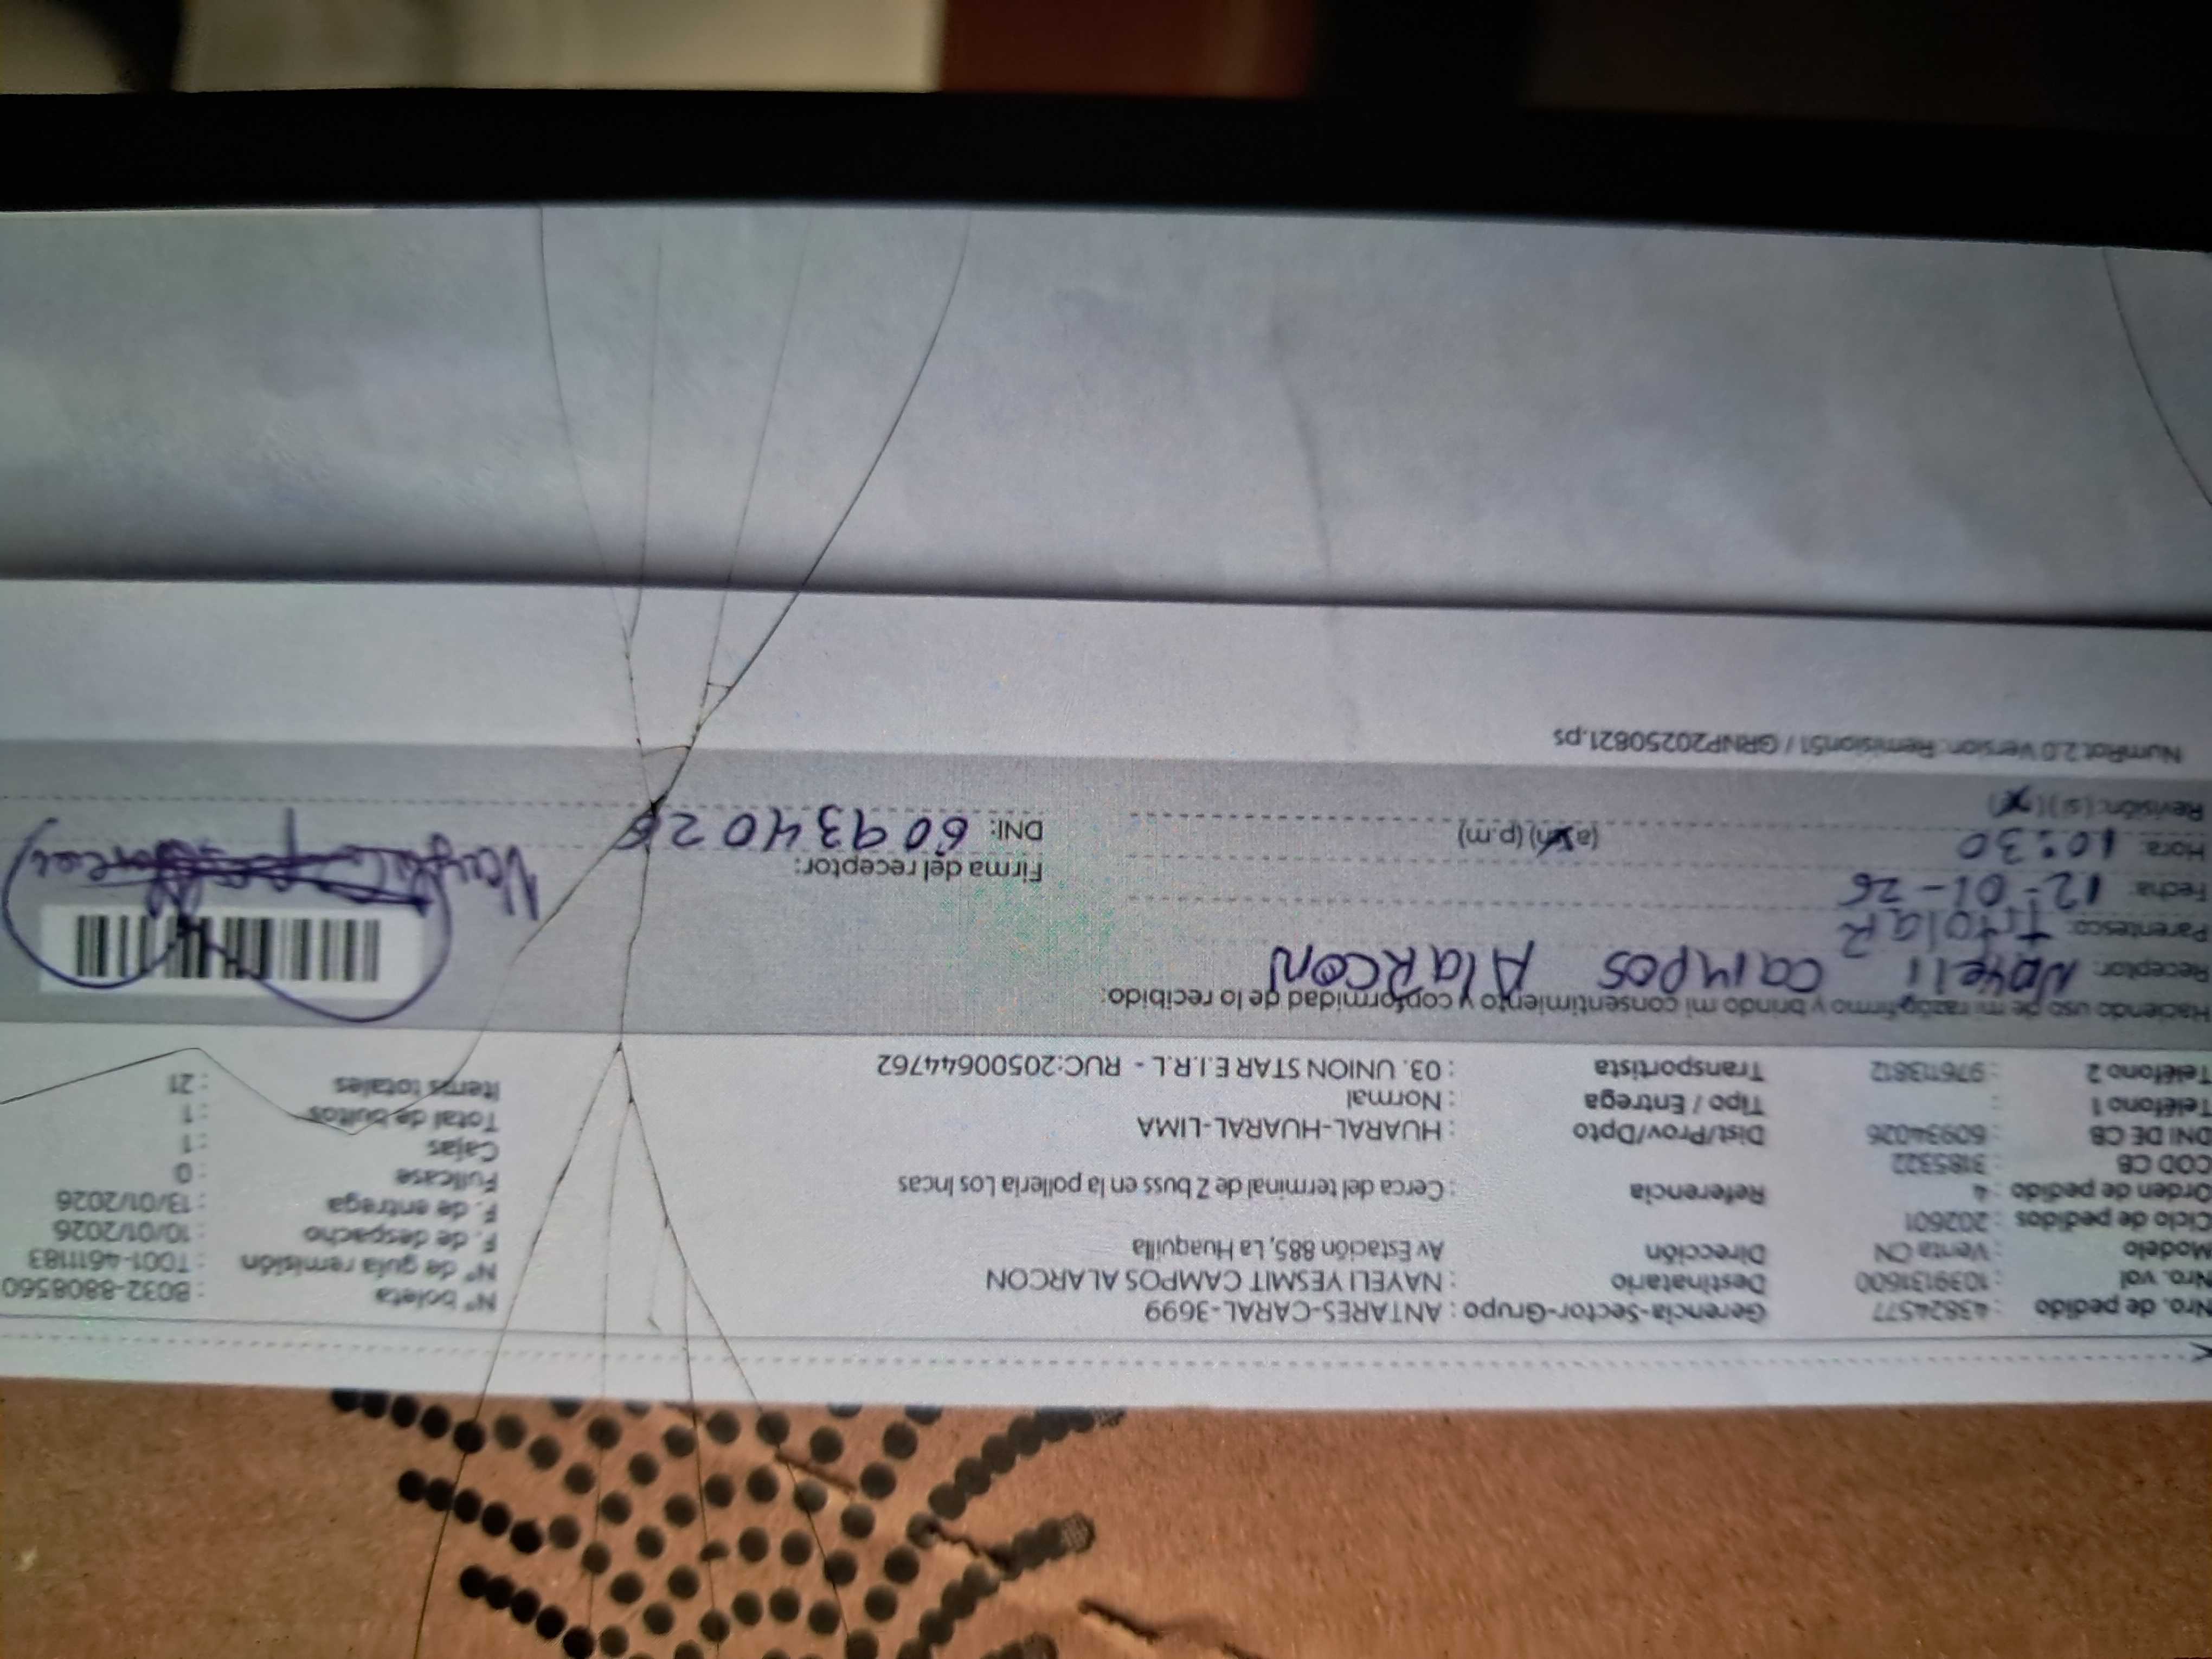 Nro. de pedido : 43824577 Gerencia-Sector-Grupo : ANTARES-CARAL-3699 N° boleta : B032-8808560
Nro. vol : 1039131600 Destinatario : NAYELI YESMIT CAMPOS ALARCON N° de guía remisión : T001-4611183
Modelo : Venta CN Dirección Av Estación 885, La Huaquilla F. de despacho : 10/01/2026
Ciclo de pedidos : 202601 F. de entrega : 13/01/2026
Orden de pedido : 4 Referencia : Cerca del terminal de Z buss en la polleria Los Incas Fullcase : 0
COD CB : 3185322 Cajas : 1
DNI DE CB : 60934026 Dist/Prov/Dpto : HUARAL-HUARAL-LIMA Total de bultos : 1
Teléfono 1 : Tipo / Entrega : Normal Items totales : 21
Teléfono 2 : 976113812 Transportista : 03. UNION STAR E.I.R.L - RUC:20500644762
Haciendo uso de mi razón firmo y brindo mi consentimiento y conformidad de lo recibido:
Receptor: Nayeli campos AlaRcoN
Parentesco: titolaR
Fecha: 12-01-26 Firma del receptor:
Hora: 10:30 (a.m) (p.m) DNI: 60934026
Revisión: (si) (no)
NumRot 2.0 Version: Remision51 / GRNP20250821.ps